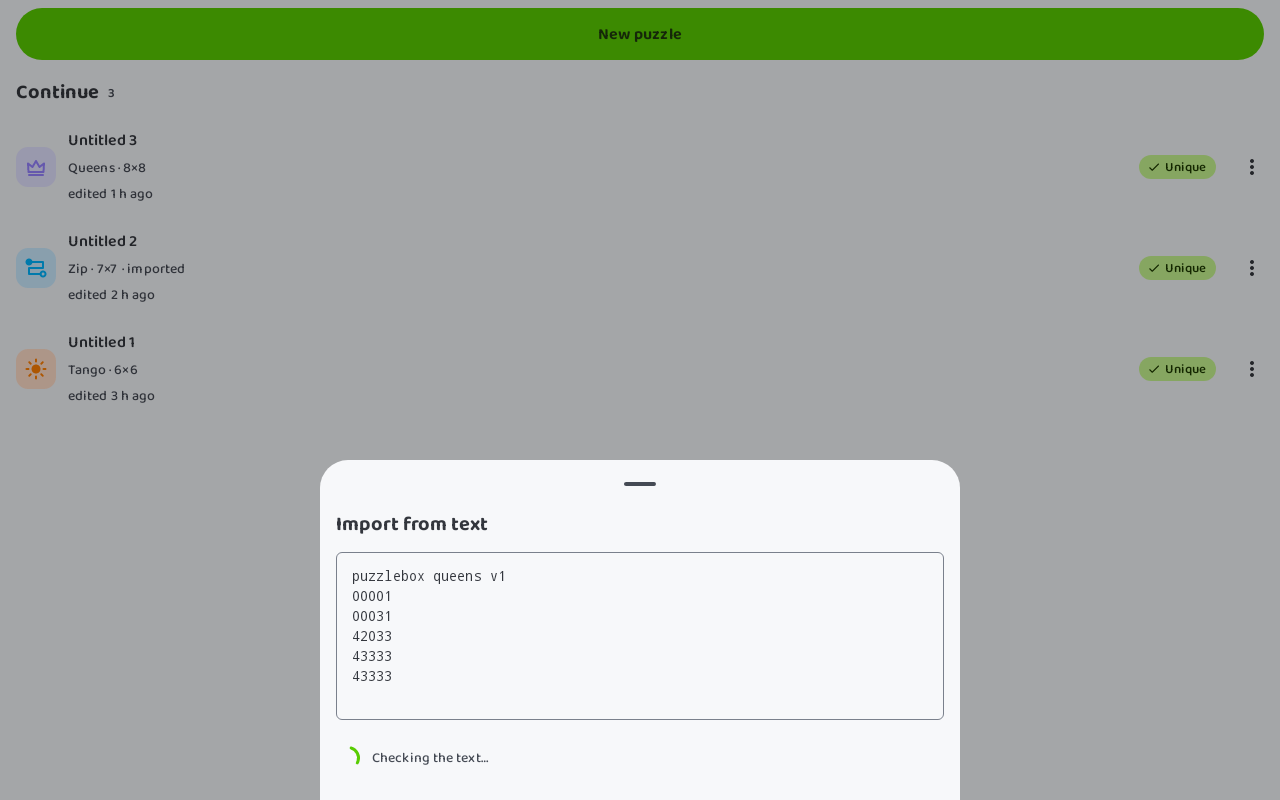 New puzzle
Continue 3
Untitled 3
Queens · 8×8
edited 1 h ago
Unique
Untitled 2
Zip · 7×7 · imported
edited 2 h ago
Unique
Untitled 1
Tango · 6×6
edited 3 h ago
Unique
Import from text
puzzlebox queens v1
00001
00031
42033
43333
43333
Checking the text…